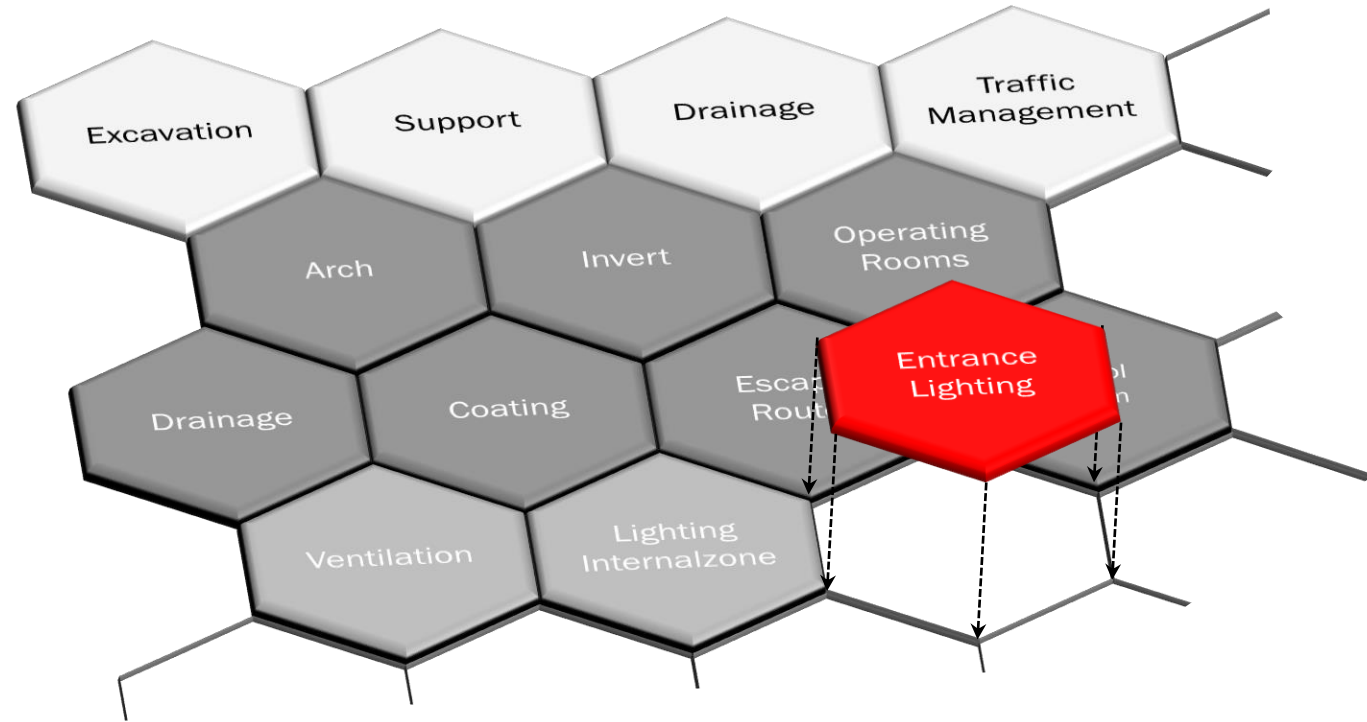 Excavation
Support
Drainage
Traffic
Management
Arch
Invert
Operating
Rooms
Drainage
Coating
Entrance
Lighting
Ventilation
Lighting
Internalzone